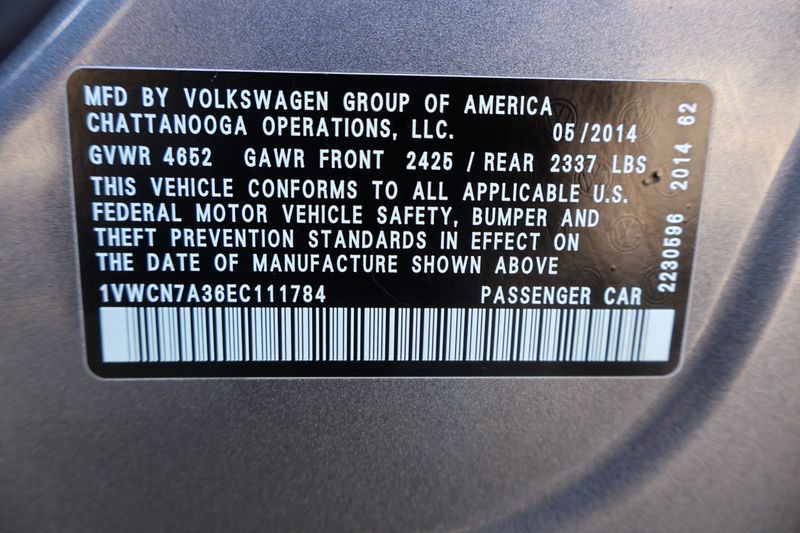 MFD BY VOLKSWAGEN GROUP OF AMERICA
CHATTANOOGA OPERATIONS, LLC. 05/2014
GVWR 4652 GAWR FRONT 2425 / REAR 2337 LBS
THIS VEHICLE CONFORMS TO ALL APPLICABLE U.S.
FEDERAL MOTOR VEHICLE SAFETY, BUMPER AND
THEFT PREVENTION STANDARDS IN EFFECT ON
THE DATE OF MANUFACTURE SHOWN ABOVE
1VWCN7A36EC111784 PASSENGER CAR
2230596 2014 62